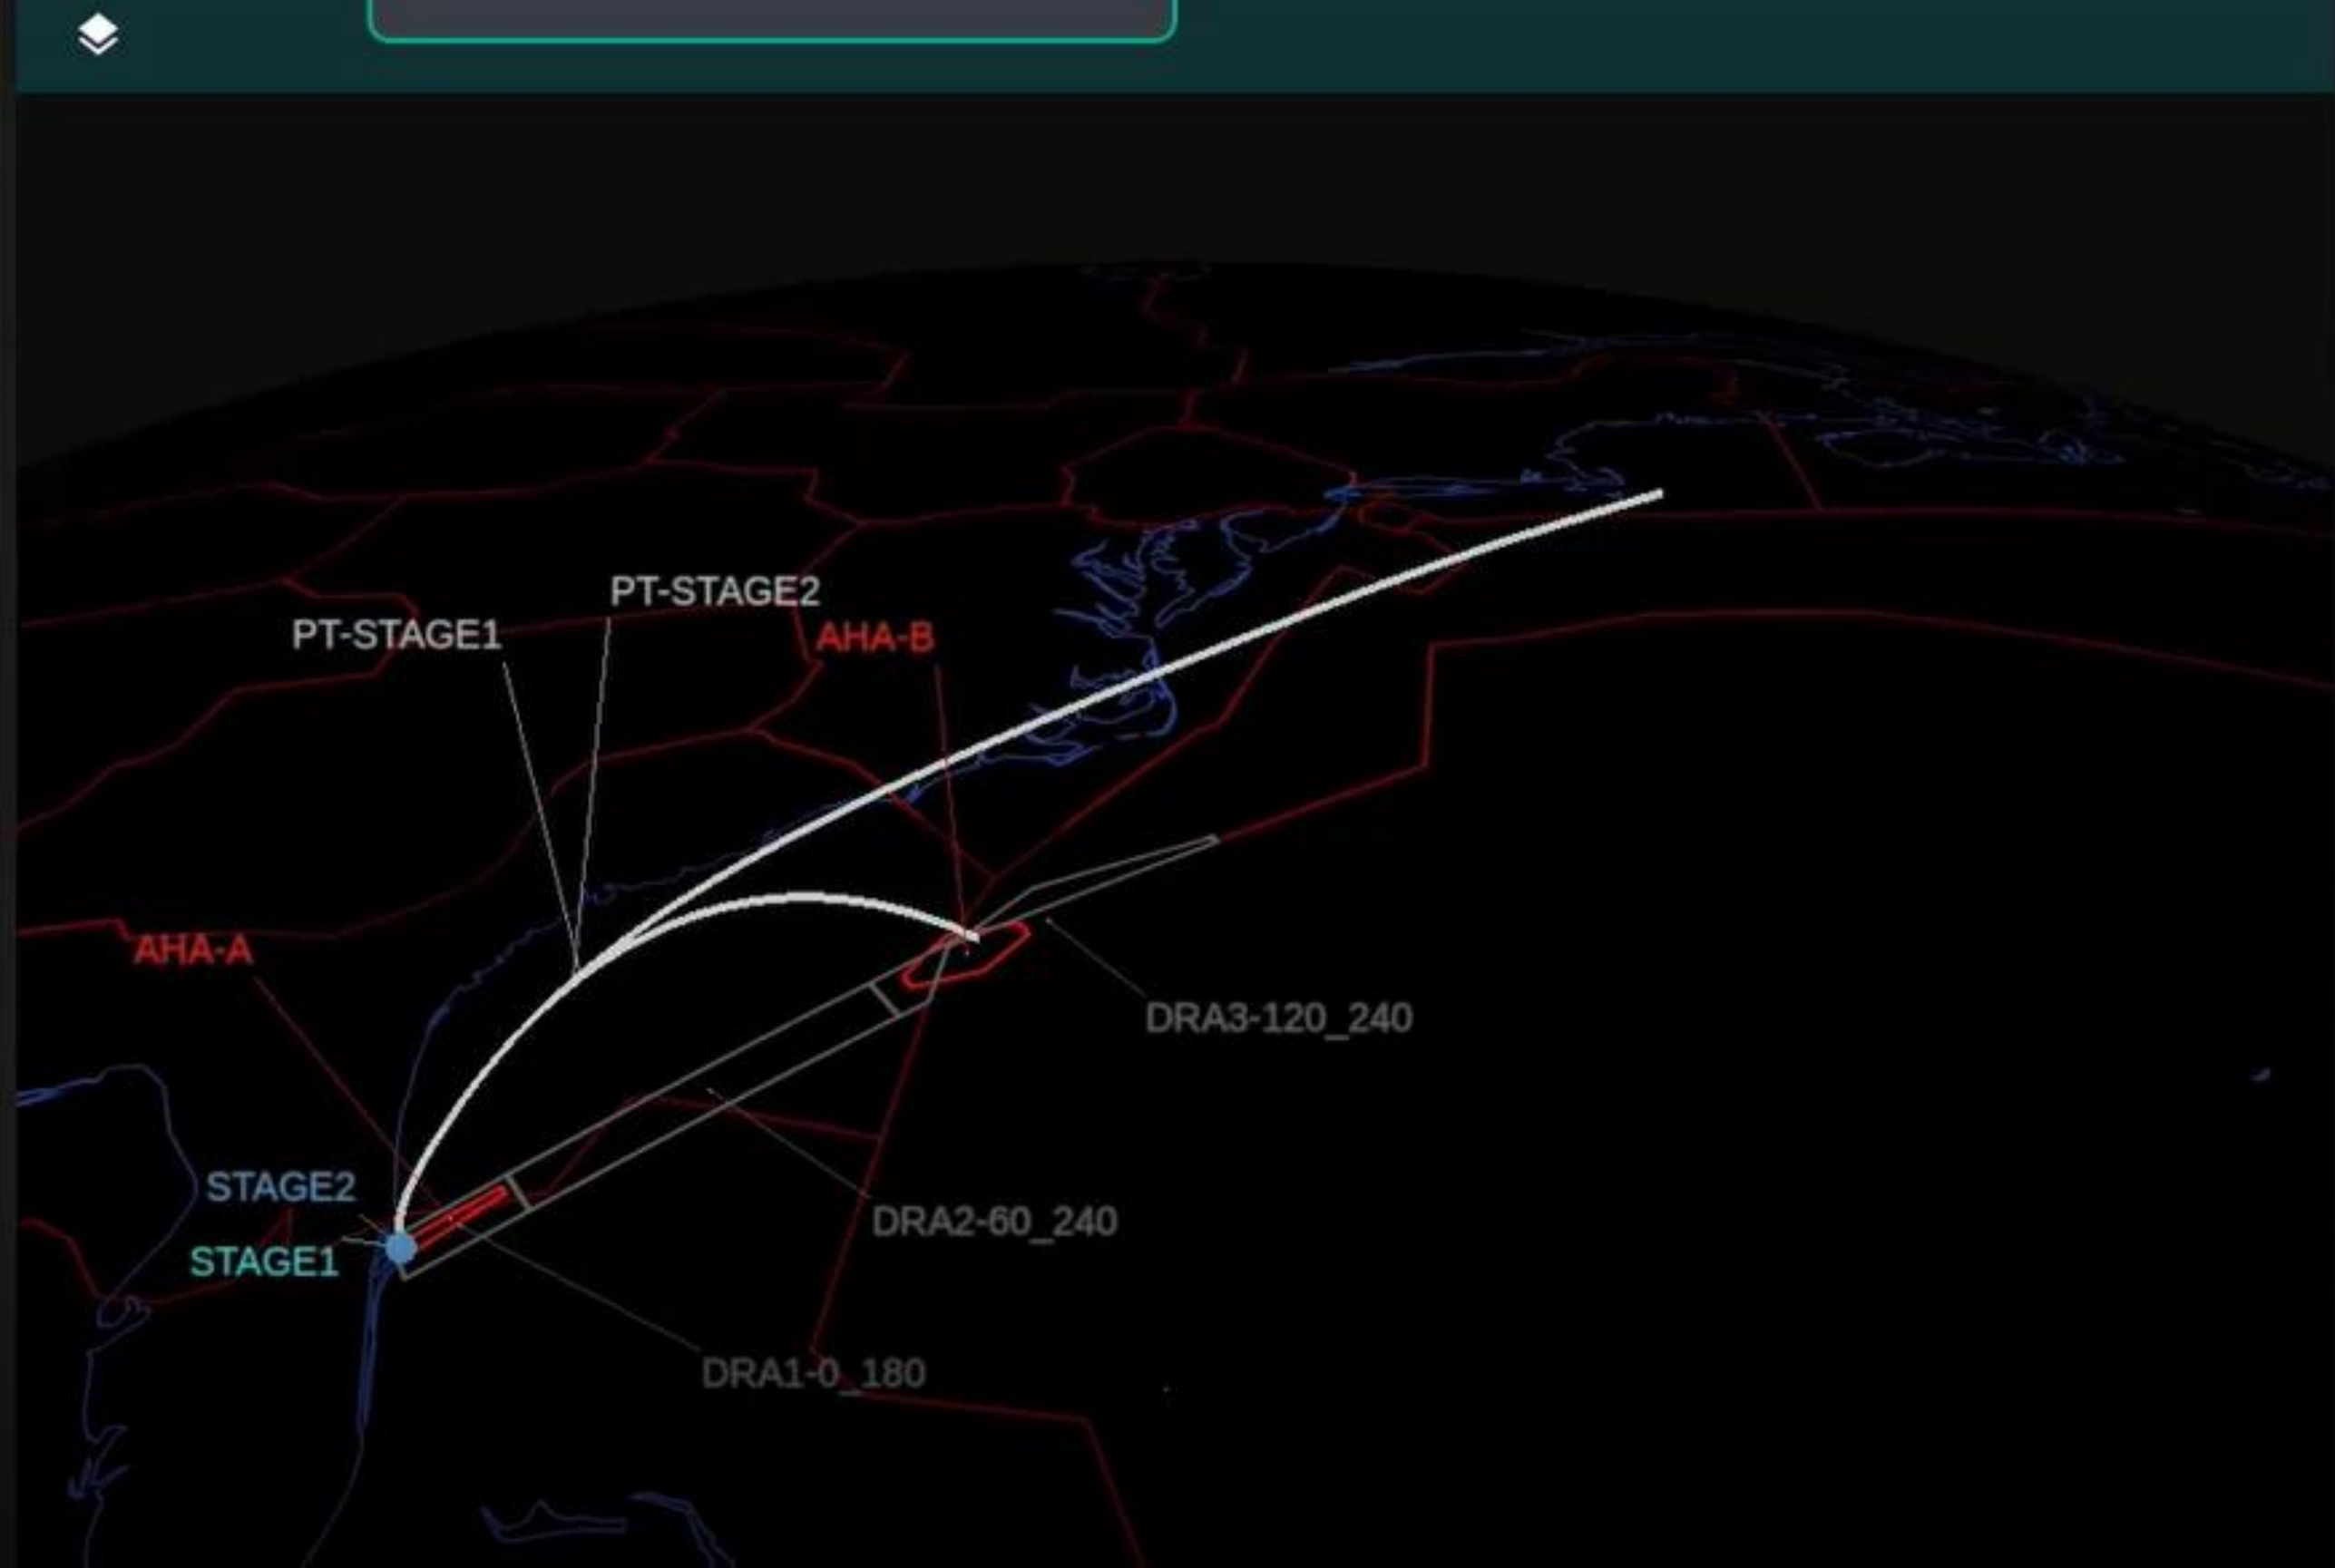 PT-STAGE2
PT-STAGE1
AHA-B
AHA-A
DRA3-120_240
STAGE2
DRA2-60_240
STAGE1
DRA1-0_180